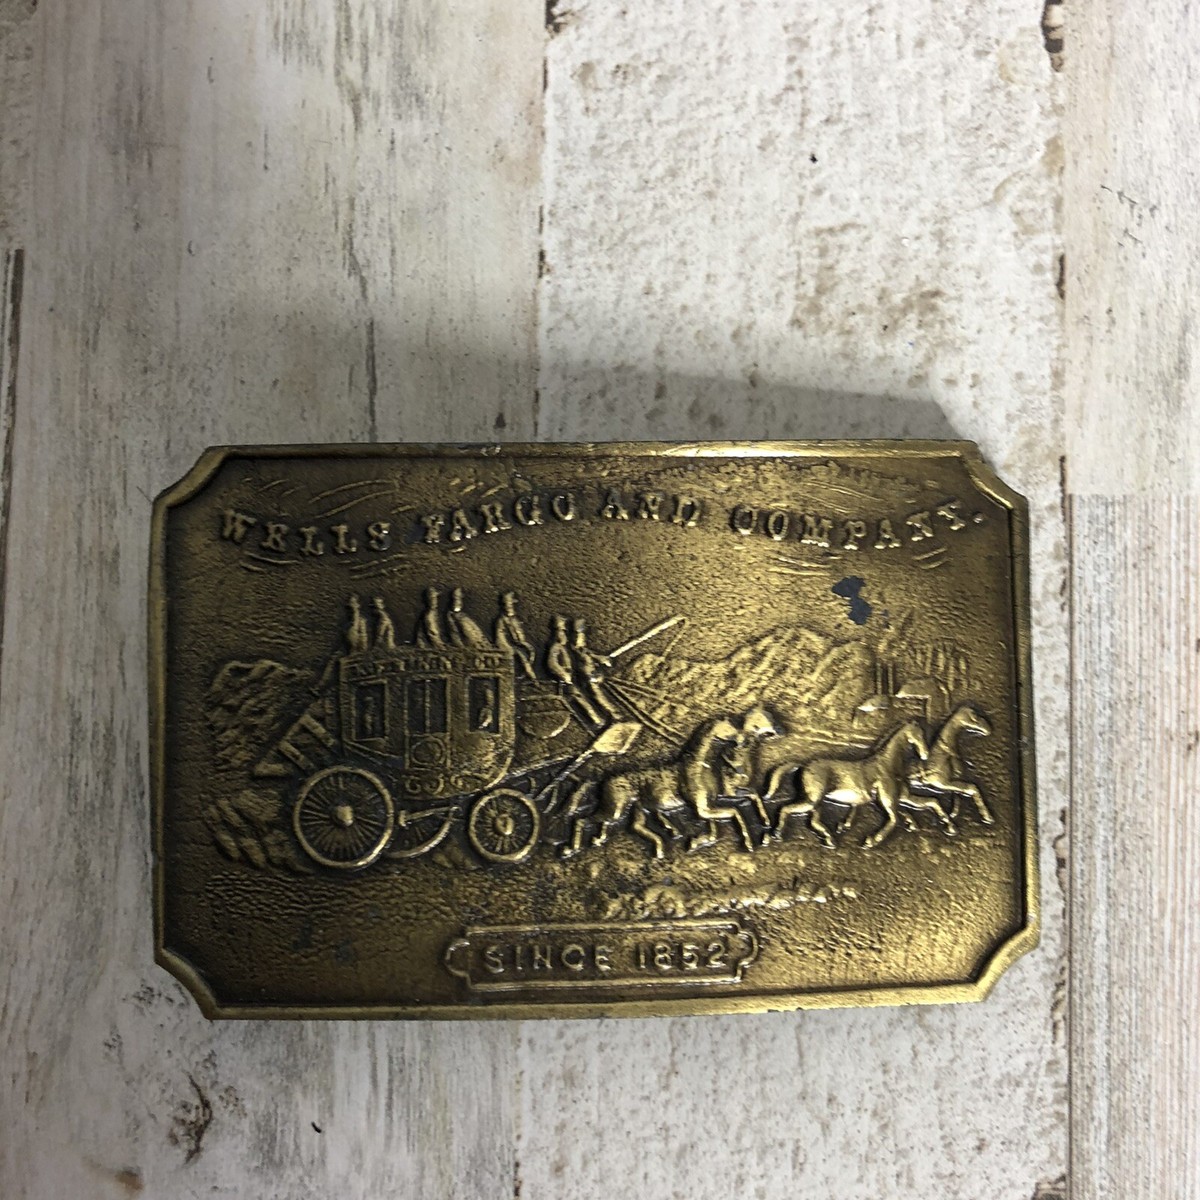 WELLS FARGO AND COMPANY.
SINCE 1852